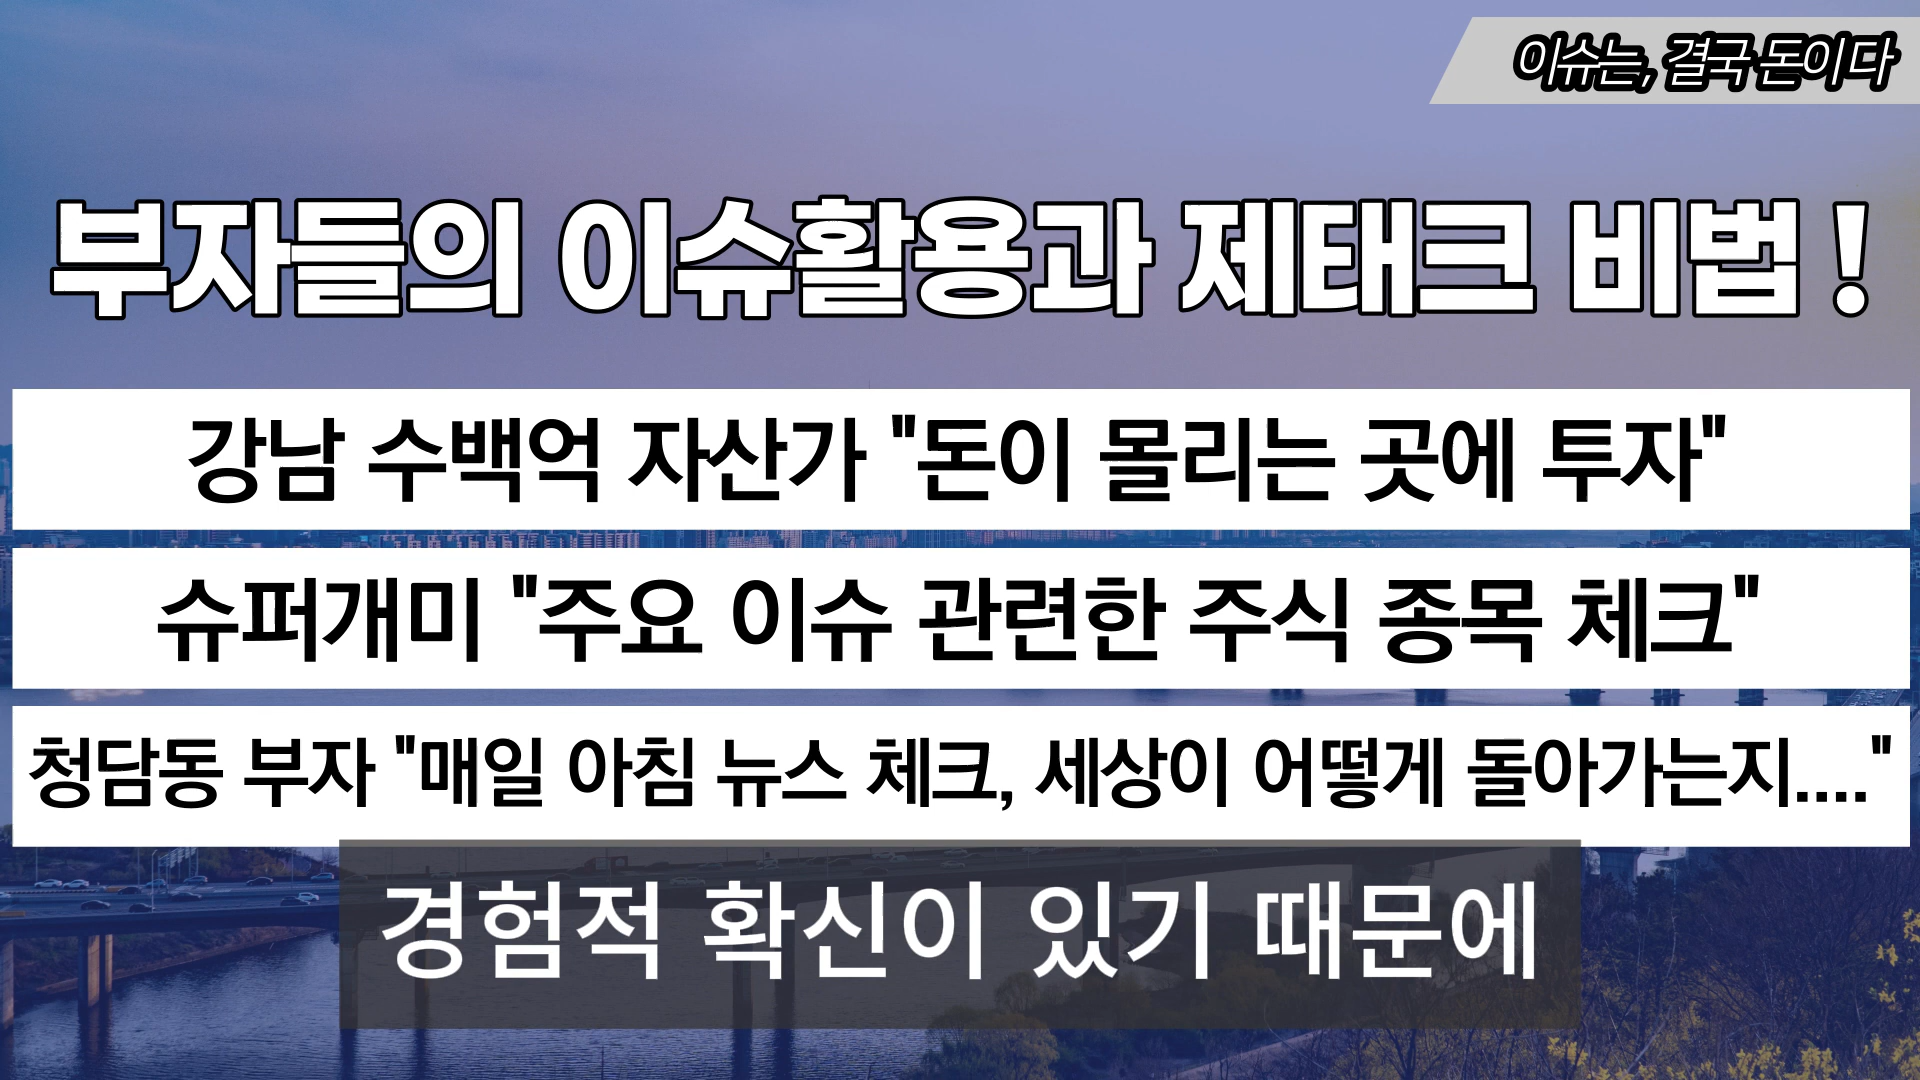 이슈는, 결국 돈이다
부자들의 이슈활용과 제태크 비법 !
강남 수백억 자산가 "돈이 몰리는 곳에 투자"
슈퍼개미 "주요 이슈 관련한 주식 종목 체크"
청담동 부자 "매일 아침 뉴스 체크, 세상이 어떻게 돌아가는지...."
경험적 확신이 있기 때문에